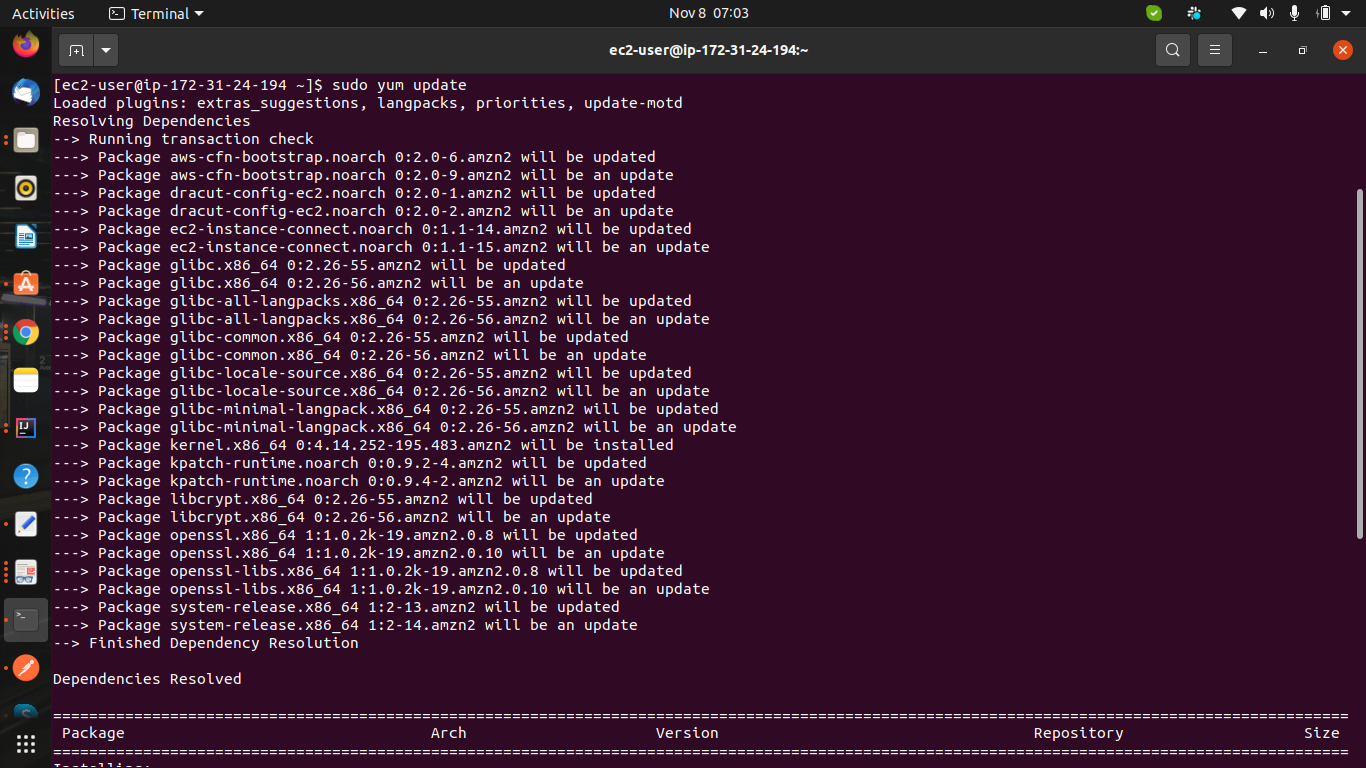 Activities
Terminal
Nov 8 07:03
ec2-user@ip-172-31-24-194:~
[ec2-user@ip-172-31-24-194 ~]$ sudo yum update
Loaded plugins: extras_suggestions, langpacks, priorities, update-motd
Resolving Dependencies
--> Running transaction check
---> Package aws-cfn-bootstrap.noarch 0:2.0-6.amzn2 will be updated
---> Package aws-cfn-bootstrap.noarch 0:2.0-9.amzn2 will be an update
---> Package dracut-config-ec2.noarch 0:2.0-1.amzn2 will be updated
---> Package dracut-config-ec2.noarch 0:2.0-2.amzn2 will be an update
---> Package ec2-instance-connect.noarch 0:1.1-14.amzn2 will be updated
---> Package ec2-instance-connect.noarch 0:1.1-15.amzn2 will be an update
---> Package glibc.x86_64 0:2.26-55.amzn2 will be updated
---> Package glibc.x86_64 0:2.26-56.amzn2 will be an update
---> Package glibc-all-langpacks.x86_64 0:2.26-55.amzn2 will be updated
---> Package glibc-all-langpacks.x86_64 0:2.26-56.amzn2 will be an update
---> Package glibc-common.x86_64 0:2.26-55.amzn2 will be updated
---> Package glibc-common.x86_64 0:2.26-56.amzn2 will be an update
---> Package glibc-locale-source.x86_64 0:2.26-55.amzn2 will be updated
---> Package glibc-locale-source.x86_64 0:2.26-56.amzn2 will be an update
---> Package glibc-minimal-langpack.x86_64 0:2.26-55.amzn2 will be updated
---> Package glibc-minimal-langpack.x86_64 0:2.26-56.amzn2 will be an update
---> Package kernel.x86_64 0:4.14.252-195.483.amzn2 will be installed
---> Package kpatch-runtime.noarch 0:0.9.2-4.amzn2 will be updated
---> Package kpatch-runtime.noarch 0:0.9.4-2.amzn2 will be an update
---> Package libcrypt.x86_64 0:2.26-55.amzn2 will be updated
---> Package libcrypt.x86_64 0:2.26-56.amzn2 will be an update
---> Package openssl.x86_64 1:1.0.2k-19.amzn2.0.8 will be updated
---> Package openssl.x86_64 1:1.0.2k-19.amzn2.0.10 will be an update
---> Package openssl-libs.x86_64 1:1.0.2k-19.amzn2.0.8 will be updated
---> Package openssl-libs.x86_64 1:1.0.2k-19.amzn2.0.10 will be an update
---> Package system-release.x86_64 1:2-13.amzn2 will be updated
---> Package system-release.x86_64 1:2-14.amzn2 will be an update
--> Finished Dependency Resolution
Dependencies Resolved
Package Arch Version Repository Size